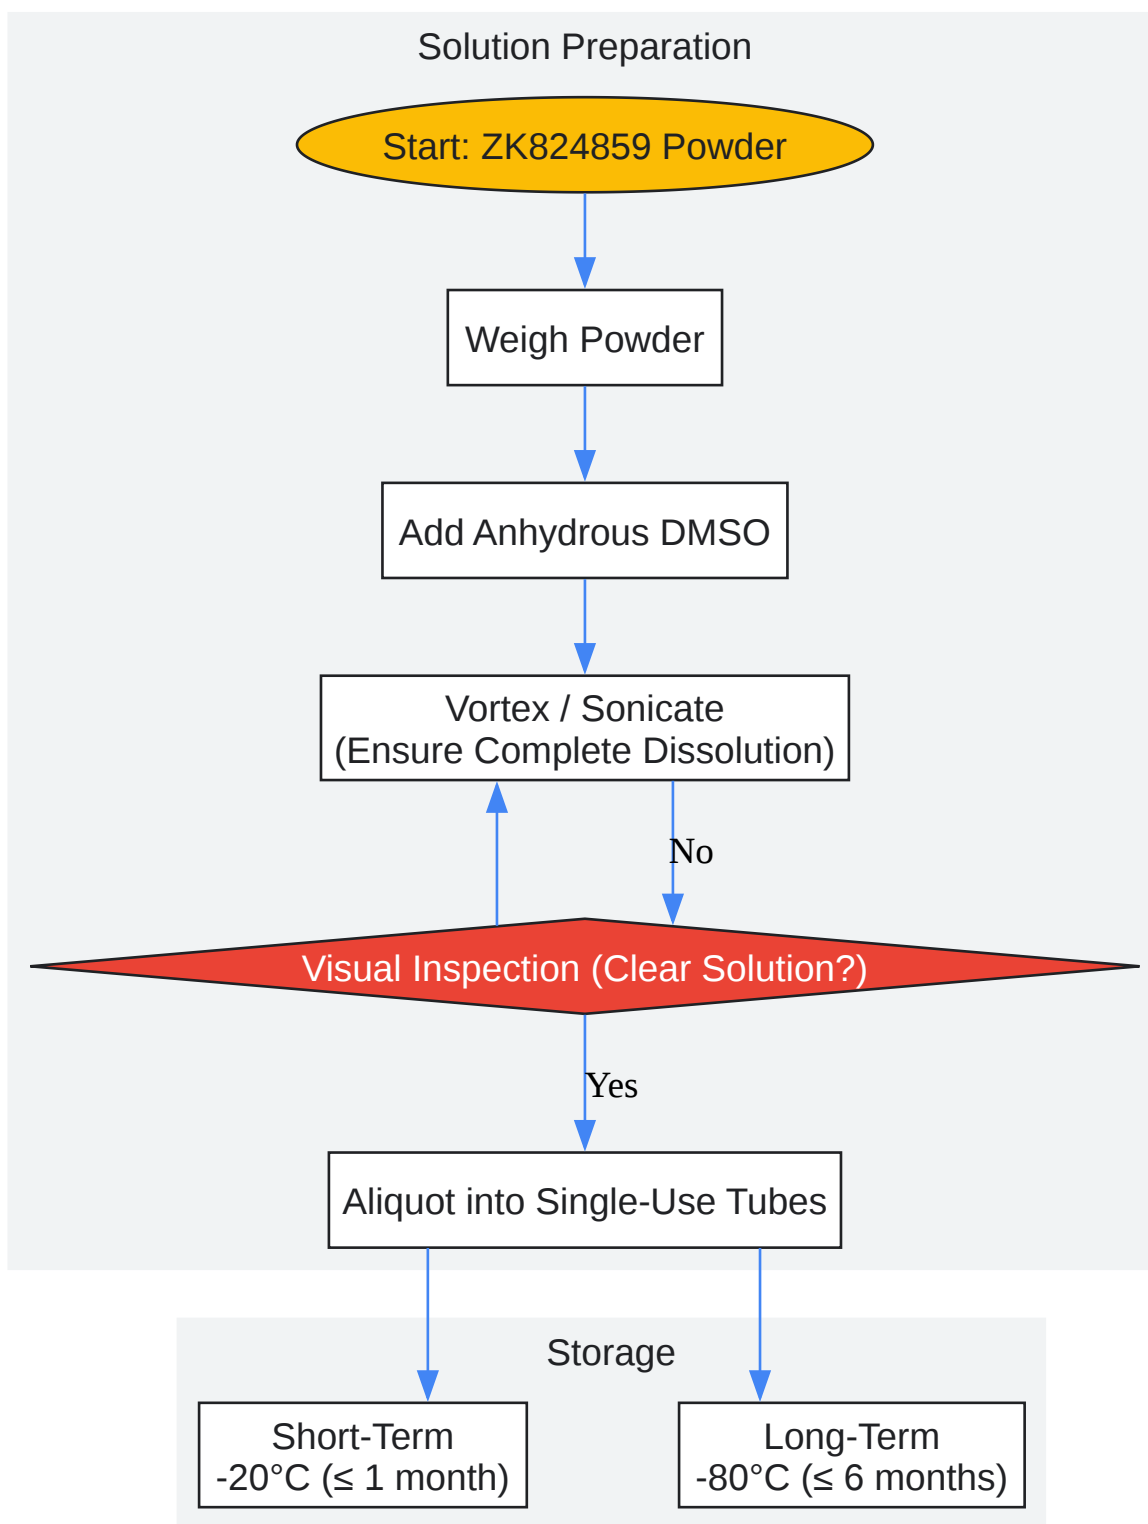 Solution Preparation
Start: ZK824859 Powder
Weigh Powder
Add Anhydrous DMSO
Vortex / Sonicate
(Ensure Complete Dissolution)
No
Visual Inspection (Clear Solution?)
Yes
Aliquot into Single-Use Tubes
Storage
Short-Term
-20°C (≤ 1 month)
Long-Term
-80°C (≤ 6 months)